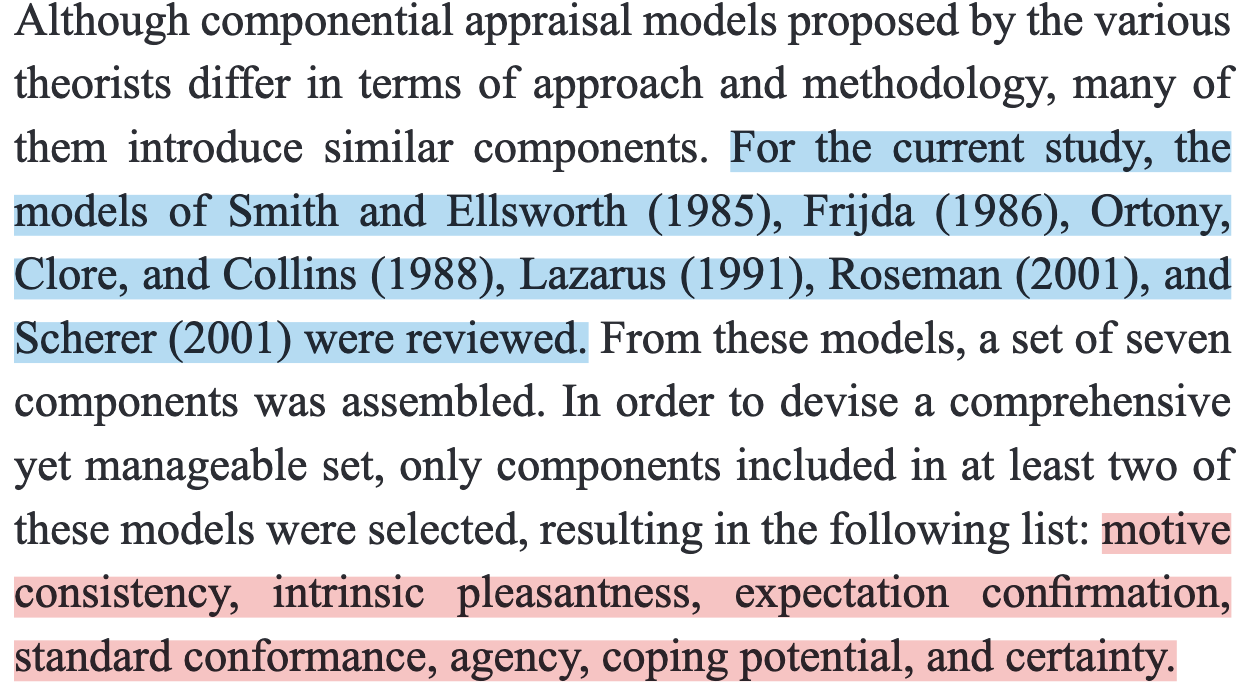 Although componential appraisal models proposed by the various
theorists differ in terms of approach and methodology, many of
them introduce similar components. For the current study, the
models of Smith and Ellsworth (1985), Frijda (1986), Ortony,
Clore, and Collins (1988), Lazarus (1991), Roseman (2001), and
Scherer (2001) were reviewed. From these models, a set of seven
components was assembled. In order to devise a comprehensive
yet manageable set, only components included in at least two of
these models were selected, resulting in the following list: motive
consistency, intrinsic pleasantness, expectation confirmation,
standard conformance, agency, coping potential, and certainty.